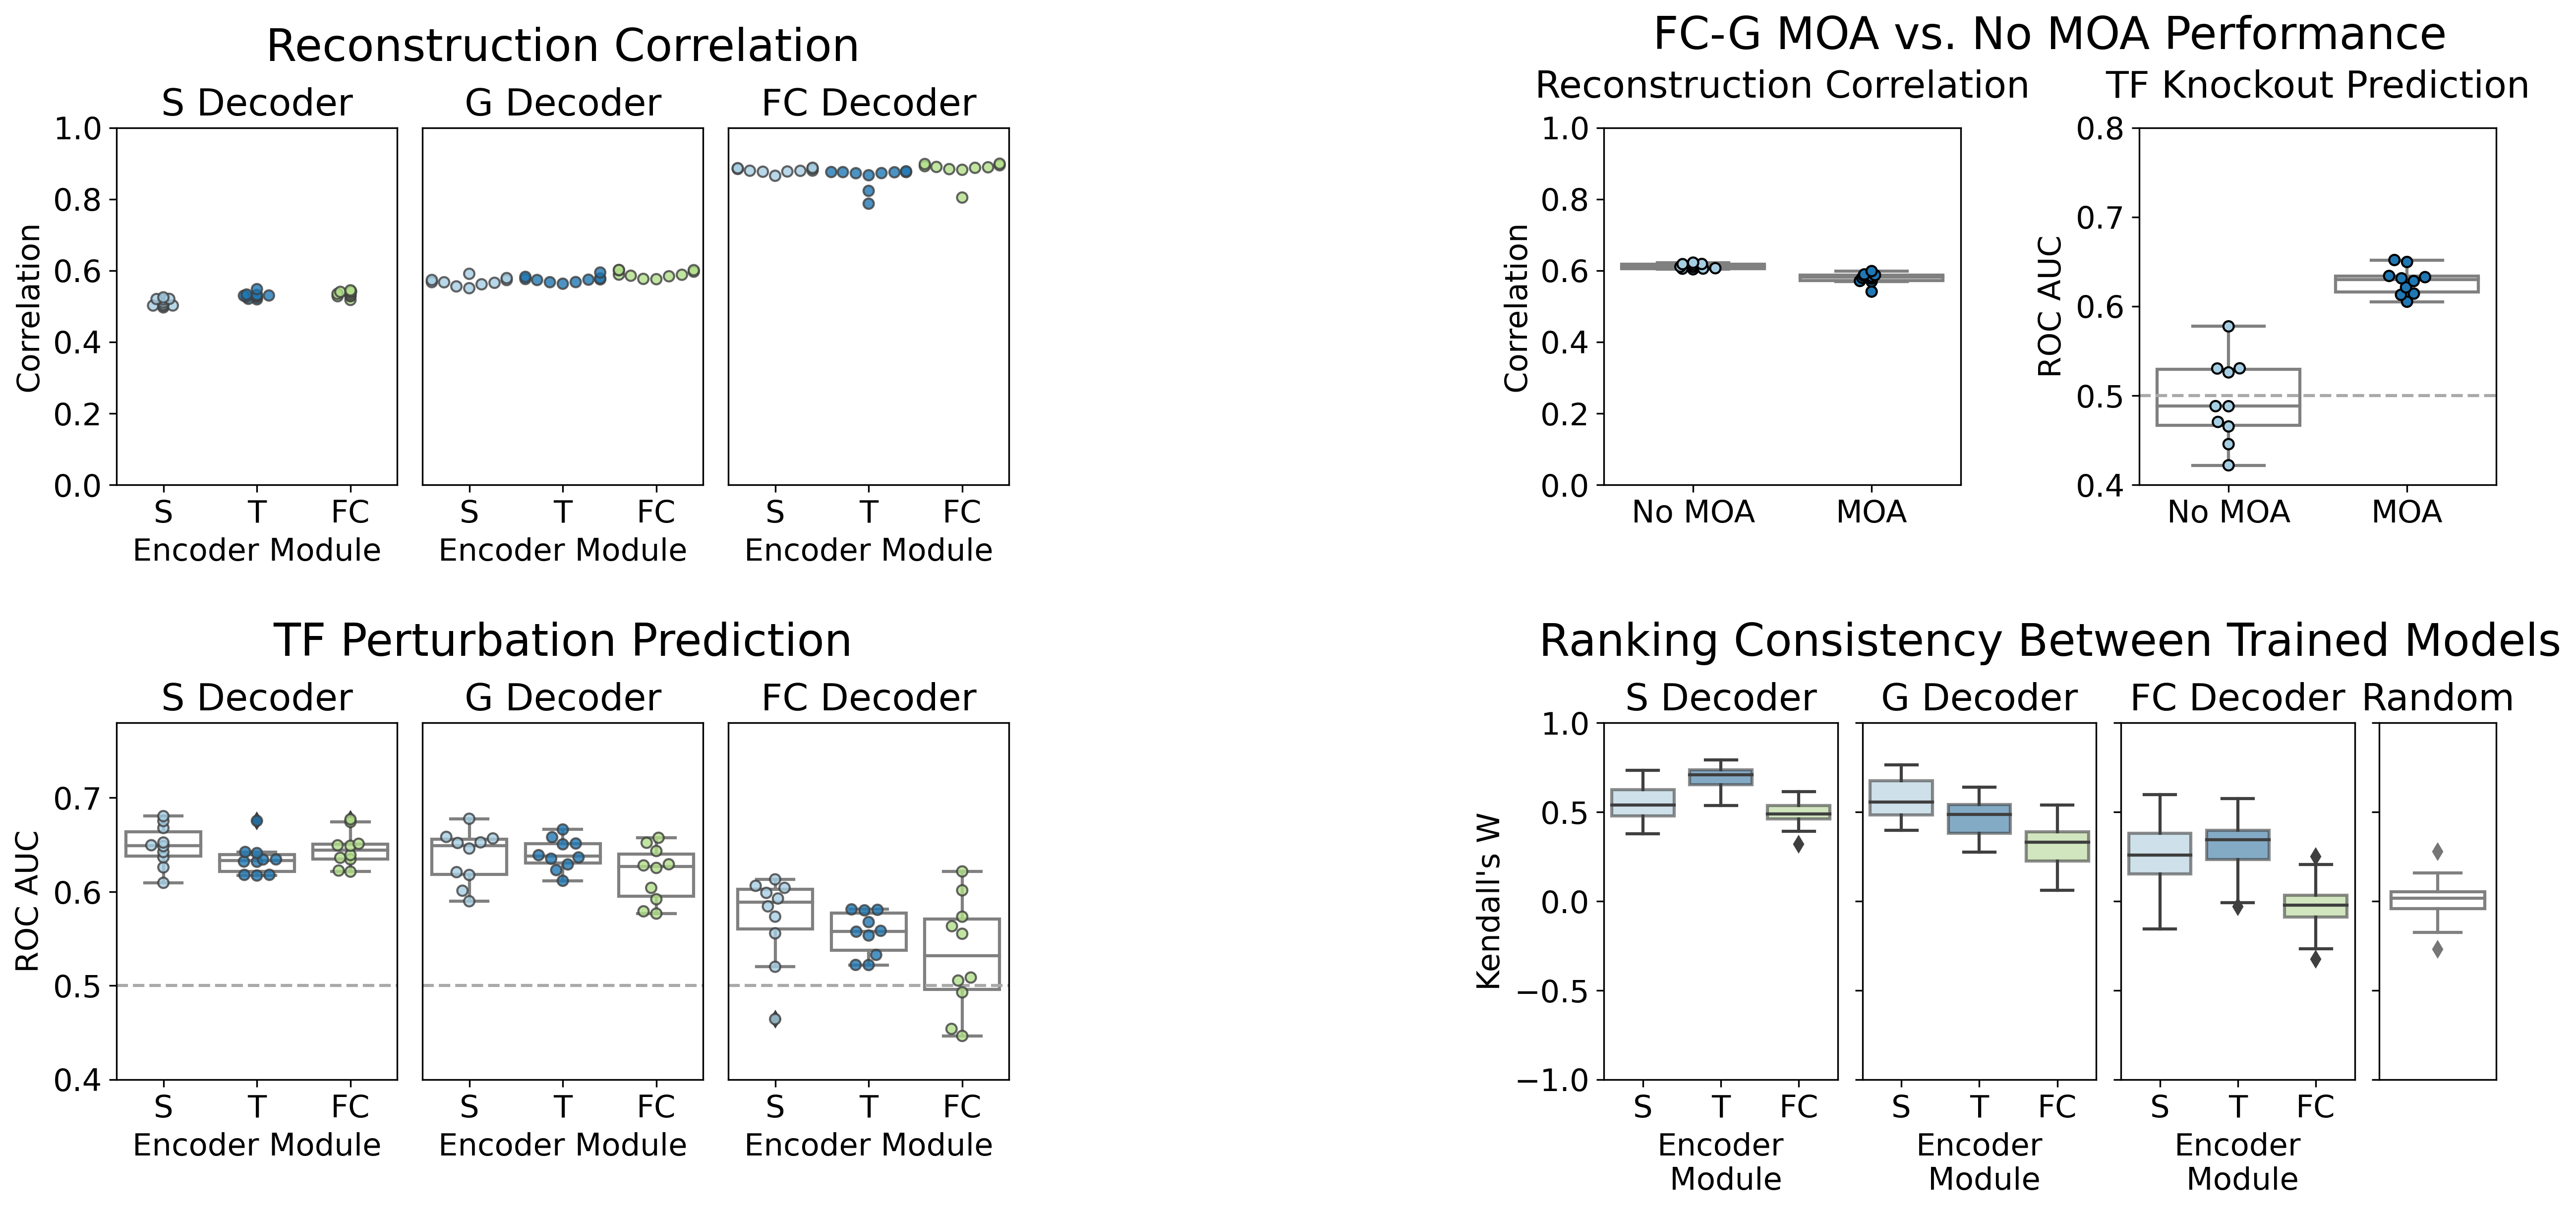 Reconstruction Correlation
S Decoder G Decoder FC Decoder
1.0
0.8
0.6
0.4
0.2
0.0
Correlation
S T FC S T FC S T FC
Encoder Module Encoder Module Encoder Module
FC-G MOA vs. No MOA Performance
Reconstruction Correlation TF Knockout Prediction
1.0
0.8
0.6
0.4
0.2
0.0
Correlation
No MOA MOA
0.8
0.7
0.6
0.5
0.4
ROC AUC
No MOA MOA
TF Perturbation Prediction
S Decoder G Decoder FC Decoder
0.7
0.6
0.5
0.4
ROC AUC
S T FC S T FC S T FC
Encoder Module Encoder Module Encoder Module
Ranking Consistency Between Trained Models
S Decoder G Decoder FC Decoder Random
1.0
0.5
0.0
−0.5
−1.0
Kendall's W
S T FC S T FC S T FC
Encoder Encoder Encoder
Module Module Module